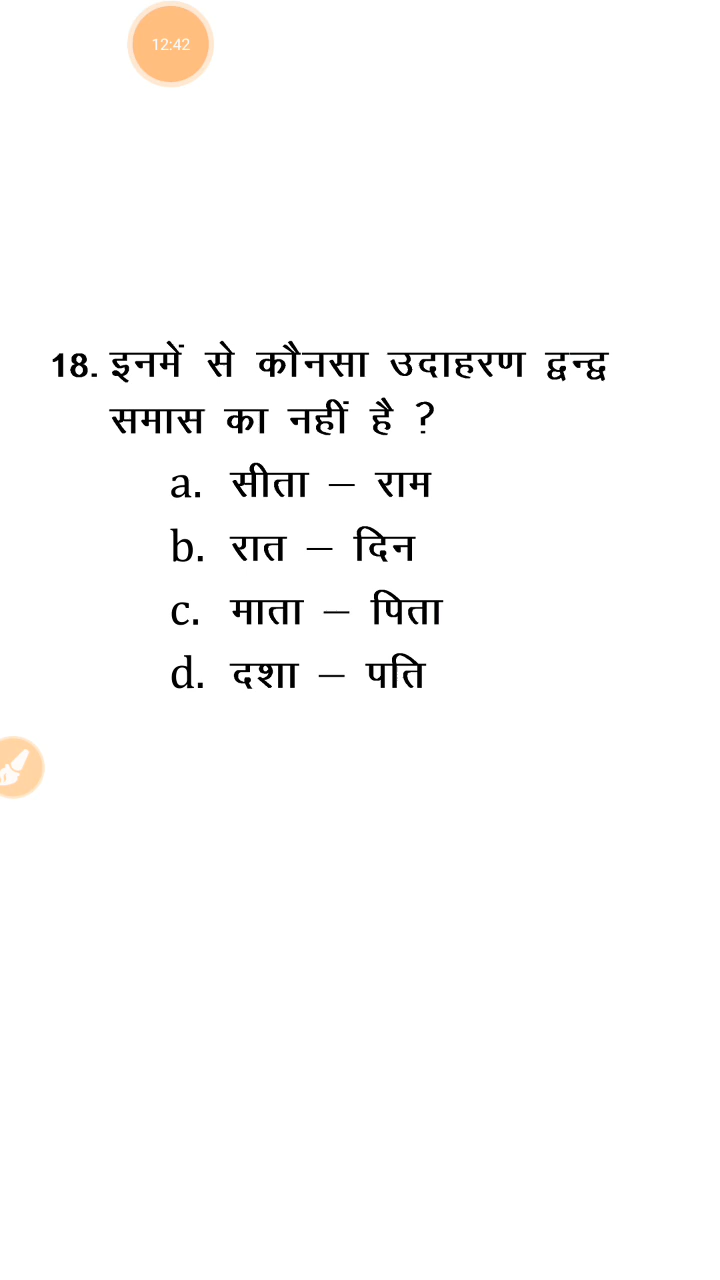 12:42
18. इनमें से कौनसा उदाहरण द्वन्द्व
समास का नहीं है ?
a. सीता – राम
b. रात – दिन
c. माता – पिता
d. दशा – पति